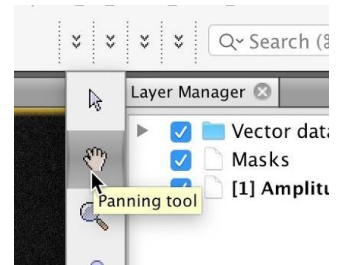 Search (⌘
Layer Manager
Vector data
Masks
[1] Amplitu
Panning tool